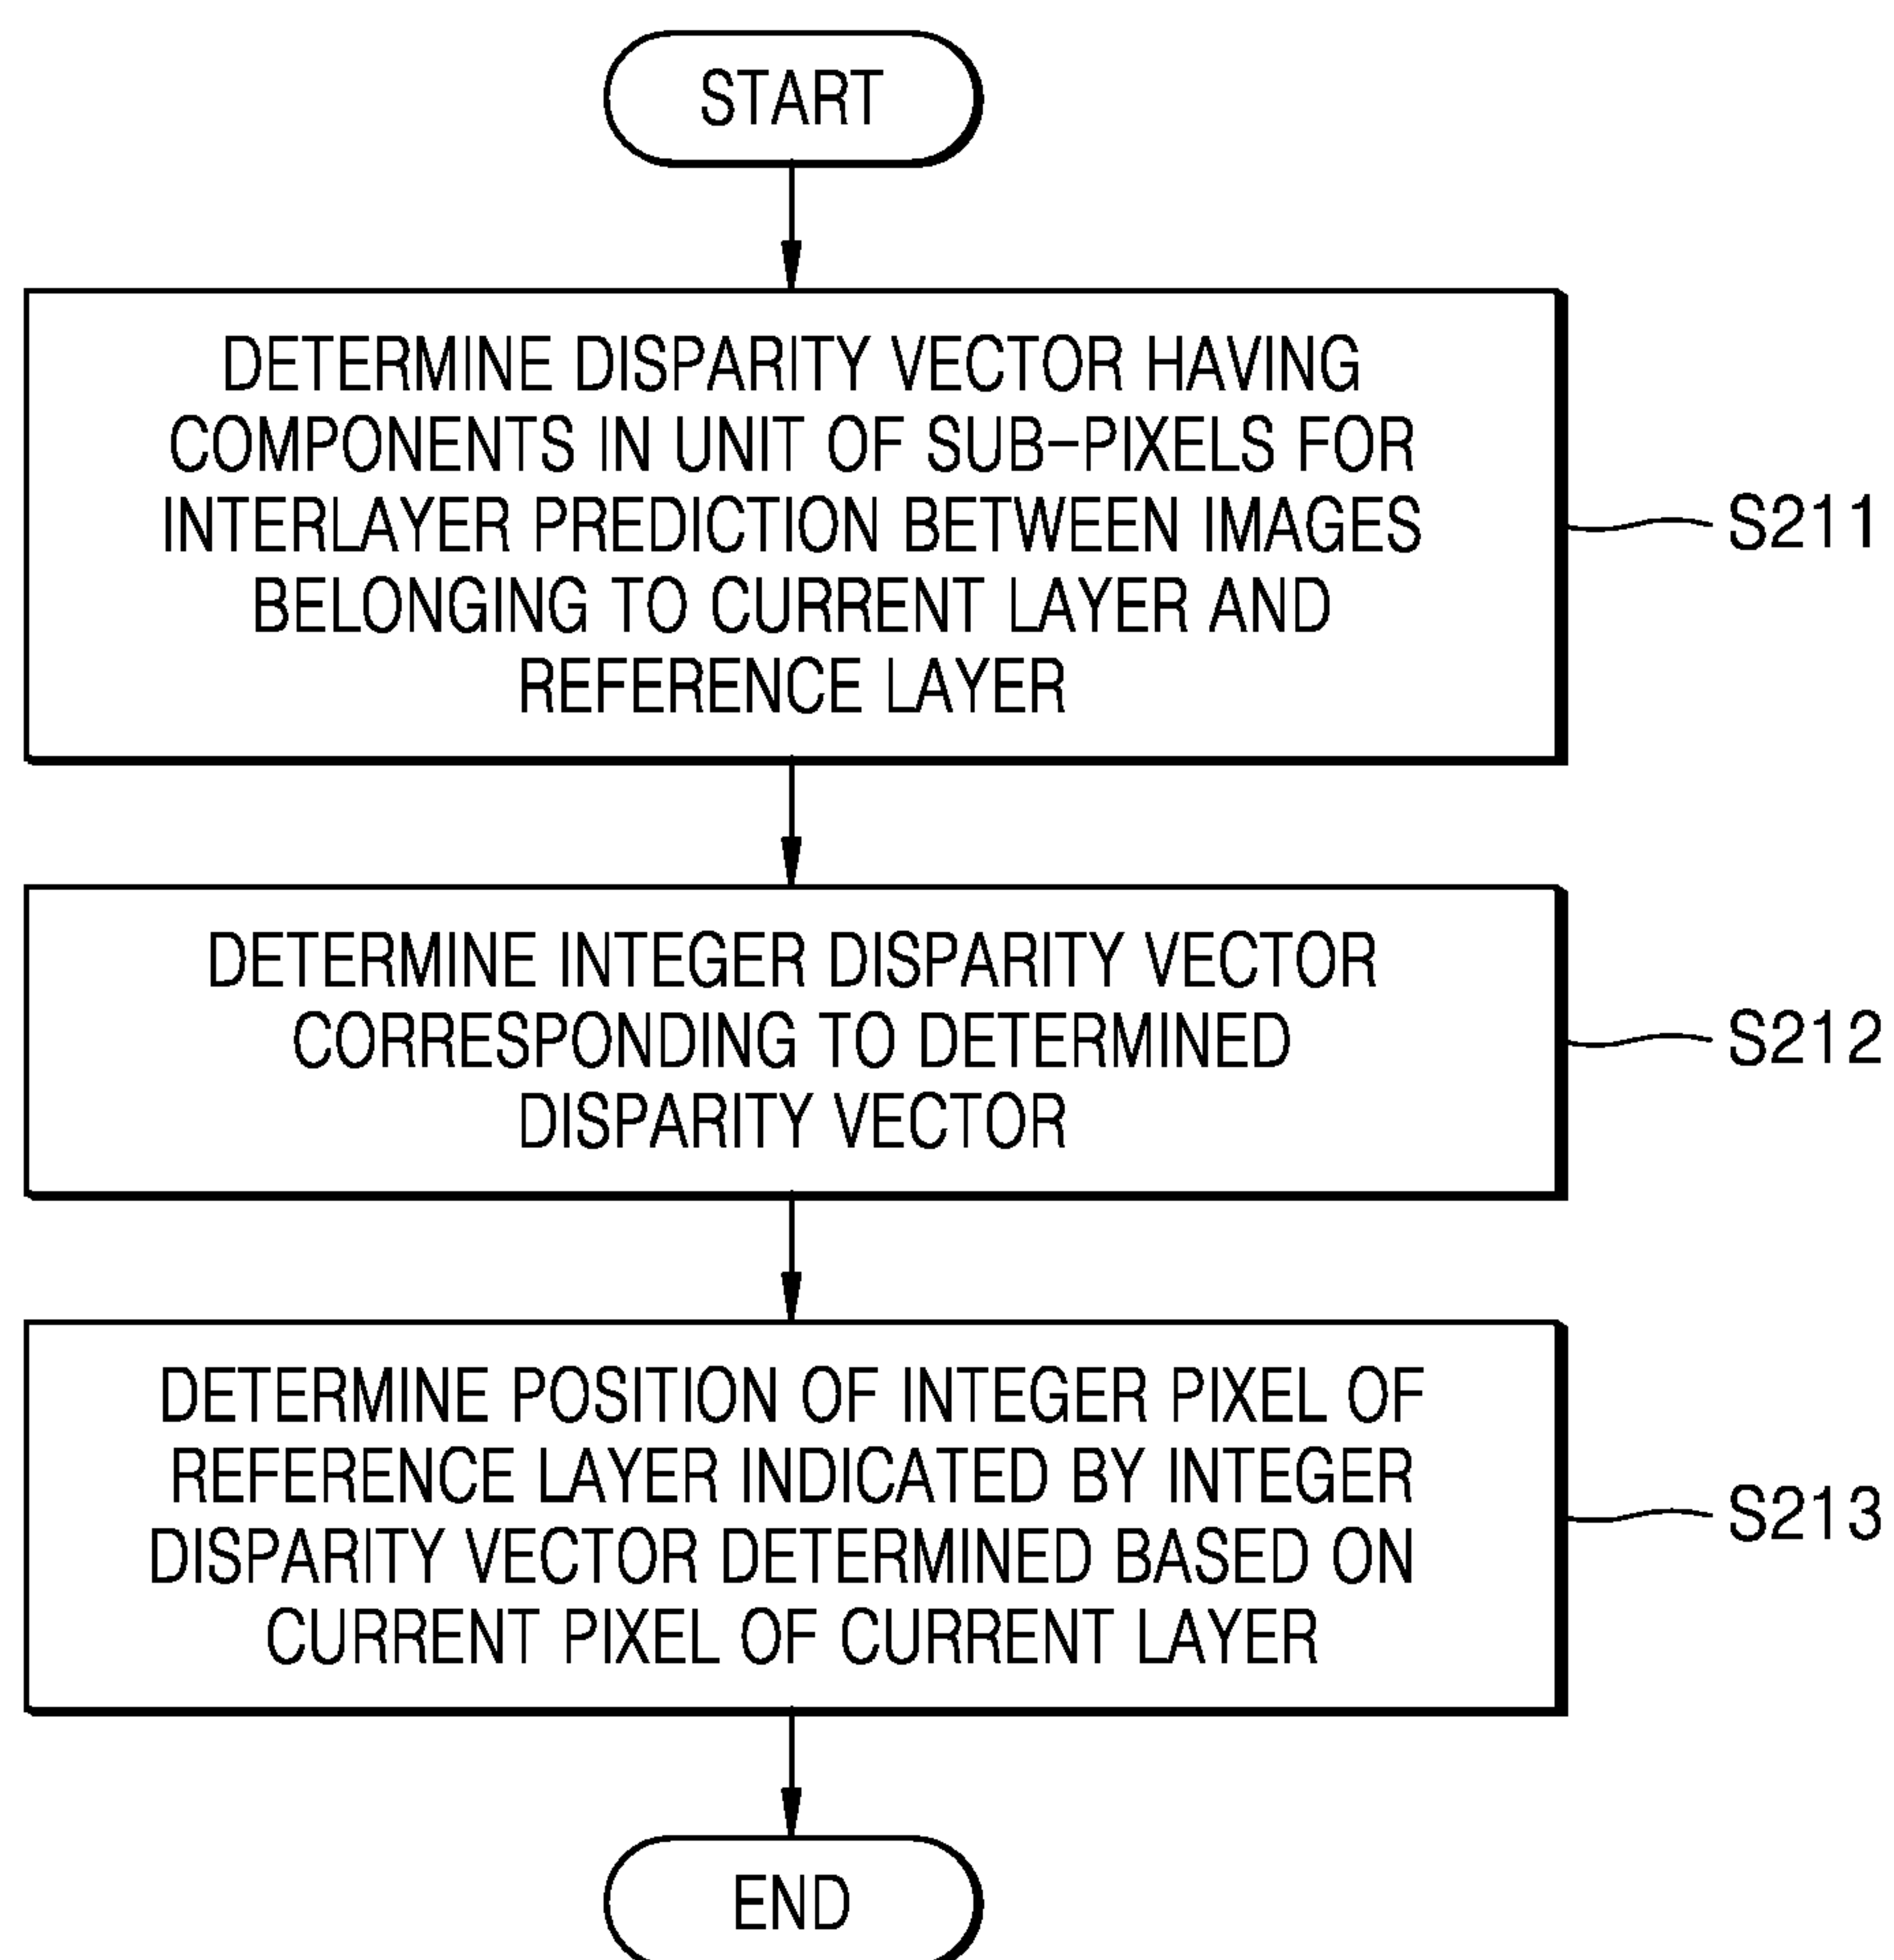 START
DETERMINE DISPARITY VECTOR HAVING
COMPONENTS IN UNIT OF SUB-PIXELS FOR
INTERLAYER PREDICTION BETWEEN IMAGES
BELONGING TO CURRENT LAYER AND
REFERENCE LAYER
S211
DETERMINE INTEGER DISPARITY VECTOR
CORRESPONDING TO DETERMINED
DISPARITY VECTOR
S212
DETERMINE POSITION OF INTEGER PIXEL OF
REFERENCE LAYER INDICATED BY INTEGER
DISPARITY VECTOR DETERMINED BASED ON
CURRENT PIXEL OF CURRENT LAYER
S213
END